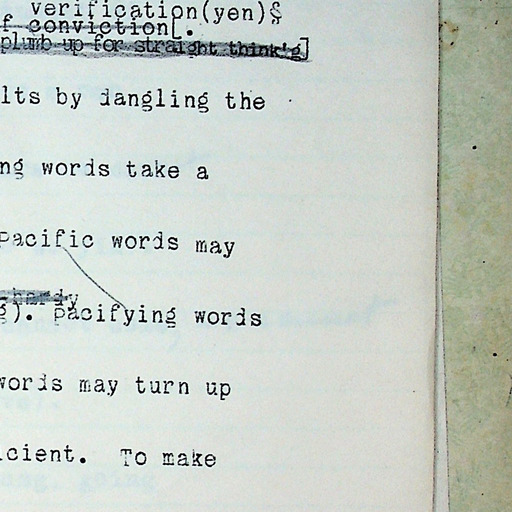 verification(yen)$
f conviction[.
plumb up for straight think'g]
lts by dangling the
ng words take a
Pacific words may
hardy
g). pacifying words
words may turn up
icient. To make